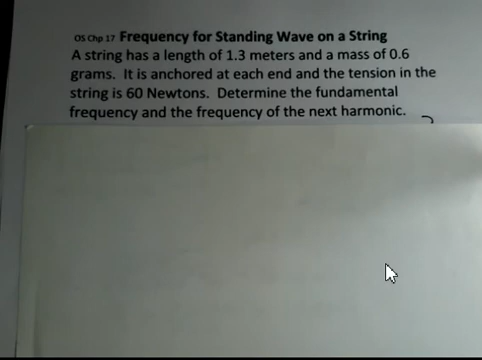 OS Chp 17 Frequency for Standing Wave on a String
A string has a length of 1.3 meters and a mass of 0.6
grams. It is anchored at each end and the tension in the
string is 60 Newtons. Determine the fundamental
frequency and the frequency of the next harmonic.